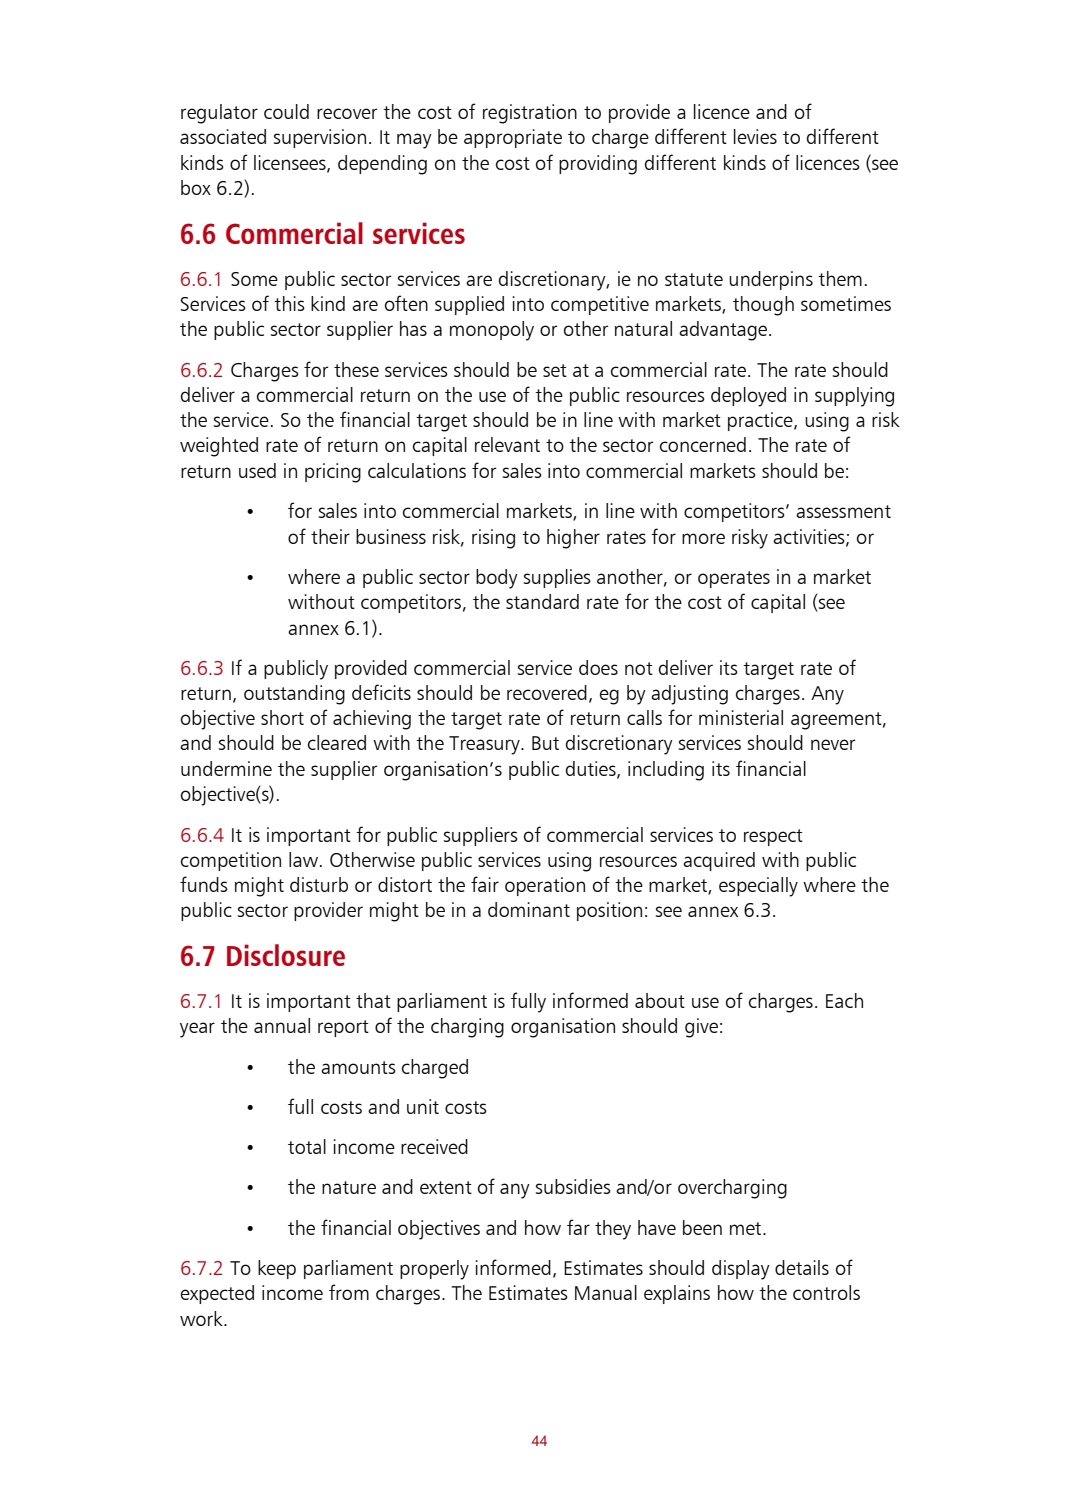 regulator could recover the cost of registration to provide a licence and of
associated supervision. It may be appropriate to charge different levies to different
kinds of licensees, depending on the cost of providing different kinds of licences (see
box 6.2).
6.6 Commercial services
6.6.1 Some public sector services are discretionary, ie no statute underpins them.
Services of this kind are often supplied into competitive markets, though sometimes
the public sector supplier has a monopoly or other natural advantage.
6.6.2 Charges for these services should be set at a commercial rate. The rate should
deliver a commercial return on the use of the public resources deployed in supplying
the service. So the financial target should be in line with market practice, using a risk
weighted rate of return on capital relevant to the sector concerned. The rate of
return used in pricing calculations for sales into commercial markets should be:
• for sales into commercial markets, in line with competitors’ assessment
of their business risk, rising to higher rates for more risky activities; or
• where a public sector body supplies another, or operates in a market
without competitors, the standard rate for the cost of capital (see
annex 6.1).
6.6.3 If a publicly provided commercial service does not deliver its target rate of
return, outstanding deficits should be recovered, eg by adjusting charges. Any
objective short of achieving the target rate of return calls for ministerial agreement,
and should be cleared with the Treasury. But discretionary services should never
undermine the supplier organisation’s public duties, including its financial
objective(s).
6.6.4 It is important for public suppliers of commercial services to respect
competition law. Otherwise public services using resources acquired with public
funds might disturb or distort the fair operation of the market, especially where the
public sector provider might be in a dominant position: see annex 6.3.
6.7 Disclosure
6.7.1 It is important that parliament is fully informed about use of charges. Each
year the annual report of the charging organisation should give:
• the amounts charged
• full costs and unit costs
• total income received
• the nature and extent of any subsidies and/or overcharging
• the financial objectives and how far they have been met.
6.7.2 To keep parliament properly informed, Estimates should display details of
expected income from charges. The Estimates Manual explains how the controls
work.
44